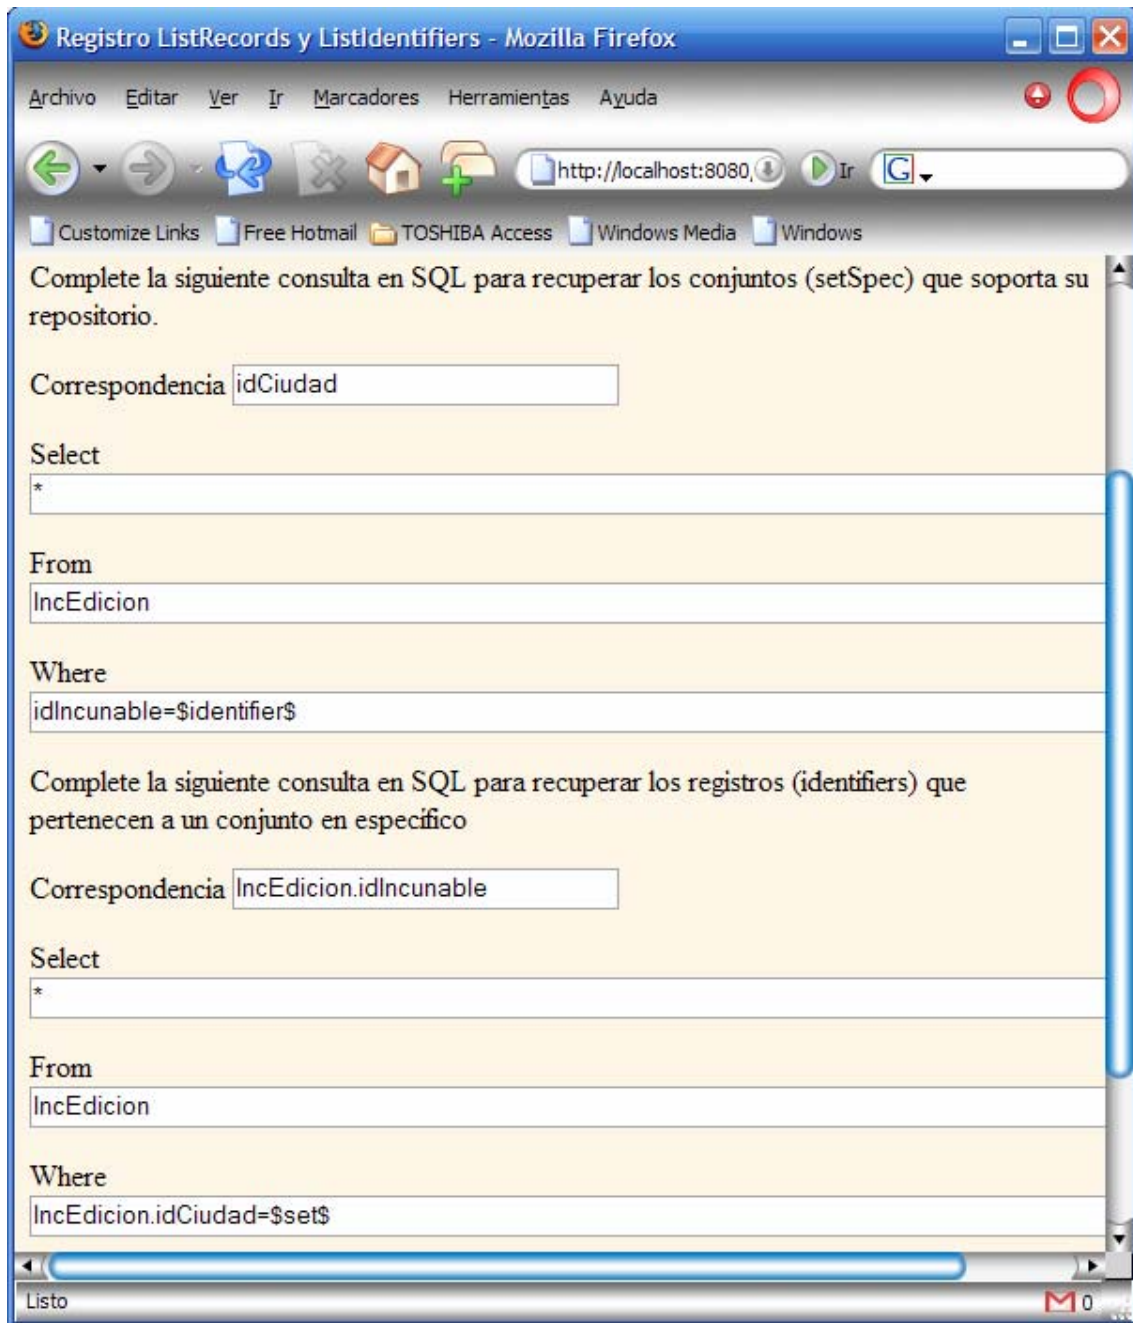 Registro ListRecords y ListIdentifiers - Mozilla Firefox
Archivo Editar Ver Ir Marcadores Herramientas Ayuda
http://localhost:8080, Ir G
Customize Links Free Hotmail TOSHIBA Access Windows Media Windows
Complete la siguiente consulta en SQL para recuperar los conjuntos (setSpec) que soporta su
repositorio.
Correspondencia idCiudad
Select
*
From
IncEdicion
Where
idIncunable=$identifier$
Complete la siguiente consulta en SQL para recuperar los registros (identifiers) que
pertenecen a un conjunto en específico
Correspondencia IncEdicion.idIncunable
Select
*
From
IncEdicion
Where
IncEdicion.idCiudad=$set$
Listo 0